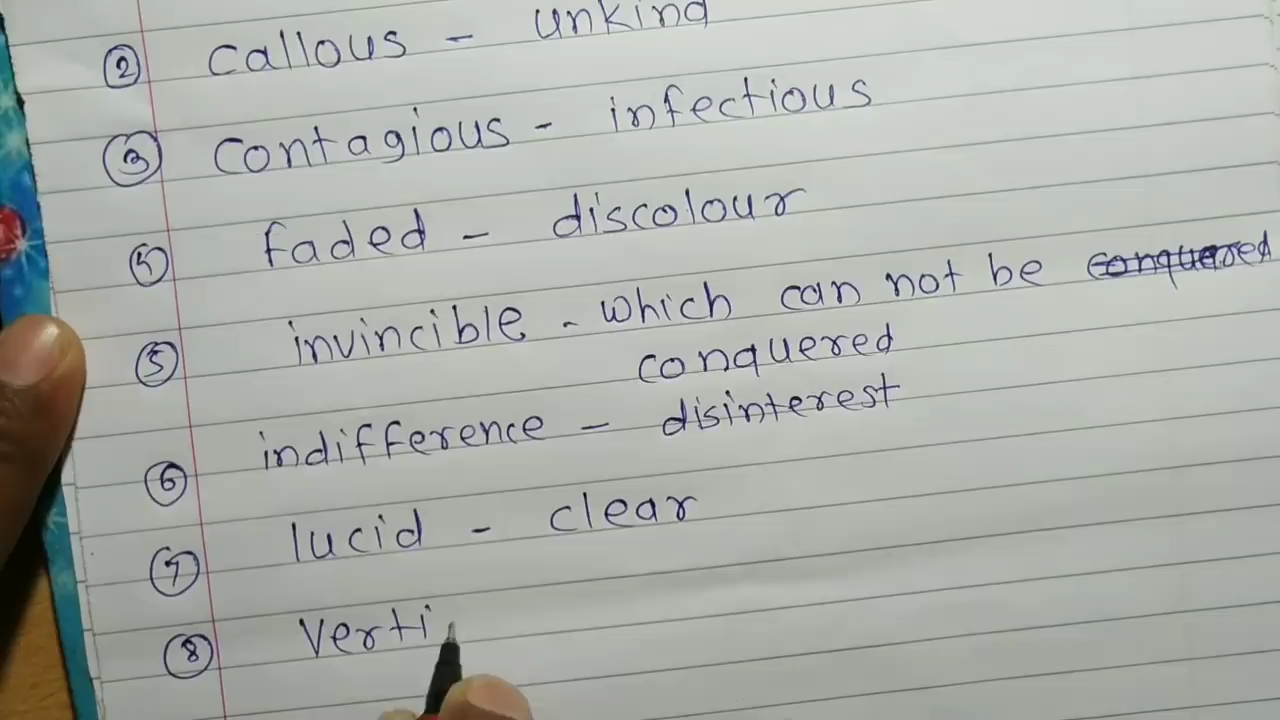 ② callous - unkind
③ contagious - infectious
⑤ faded - discolour
⑤ invincible - which can not be conquered
conquered
⑥ indifference - disinterest
⑦ lucid - clear
⑧ Verti